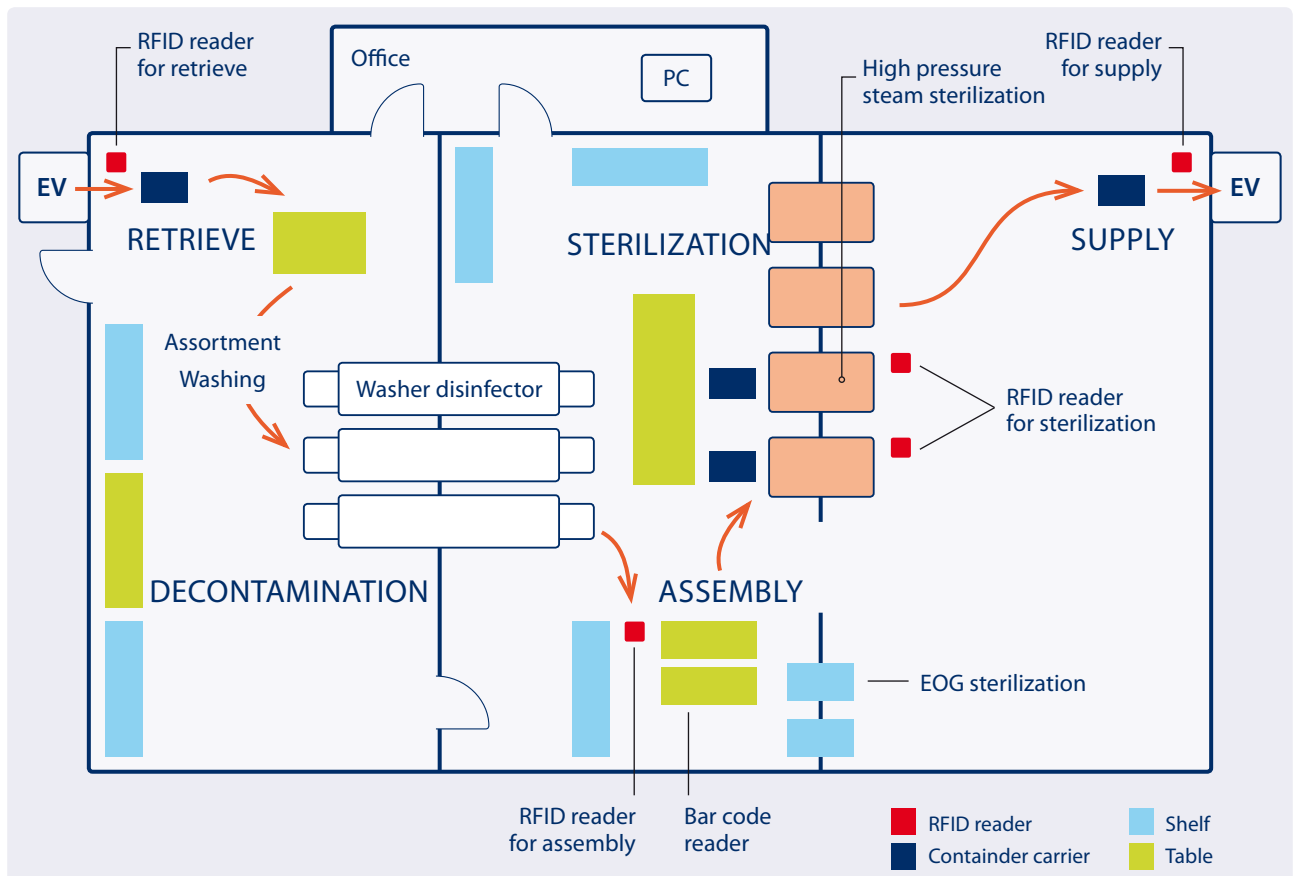 RFID reader
for retrieve
Office
PC
High pressure
steam sterilization
RFID reader
for supply
EV
EV
RETRIEVE
STERILIZATION
SUPPLY
Assortment
Washing
Washer disinfector
RFID reader
for sterilization
DECONTAMINATION
ASSEMBLY
EOG sterilization
RFID reader
for assembly
Bar code
reader
RFID reader
Shelf
Containder carrier
Table